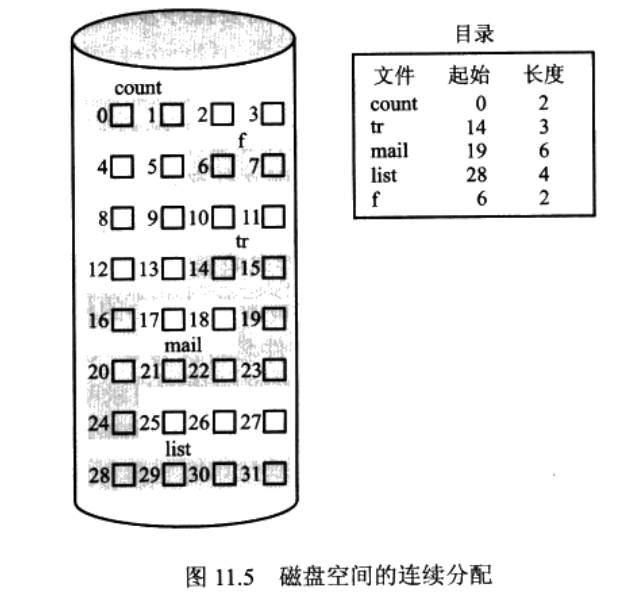 目录
文件 起始 长度
count 0 2
tr 14 3
mail 19 6
list 28 4
f 6 2
count
0 1 2 3
f
4 5 6 7
8 9 10 11
tr
12 13 14 15
16 17 18 19
mail
20 21 22 23
24 25 26 27
list
28 29 30 31
图 11.5 磁盘空间的连续分配